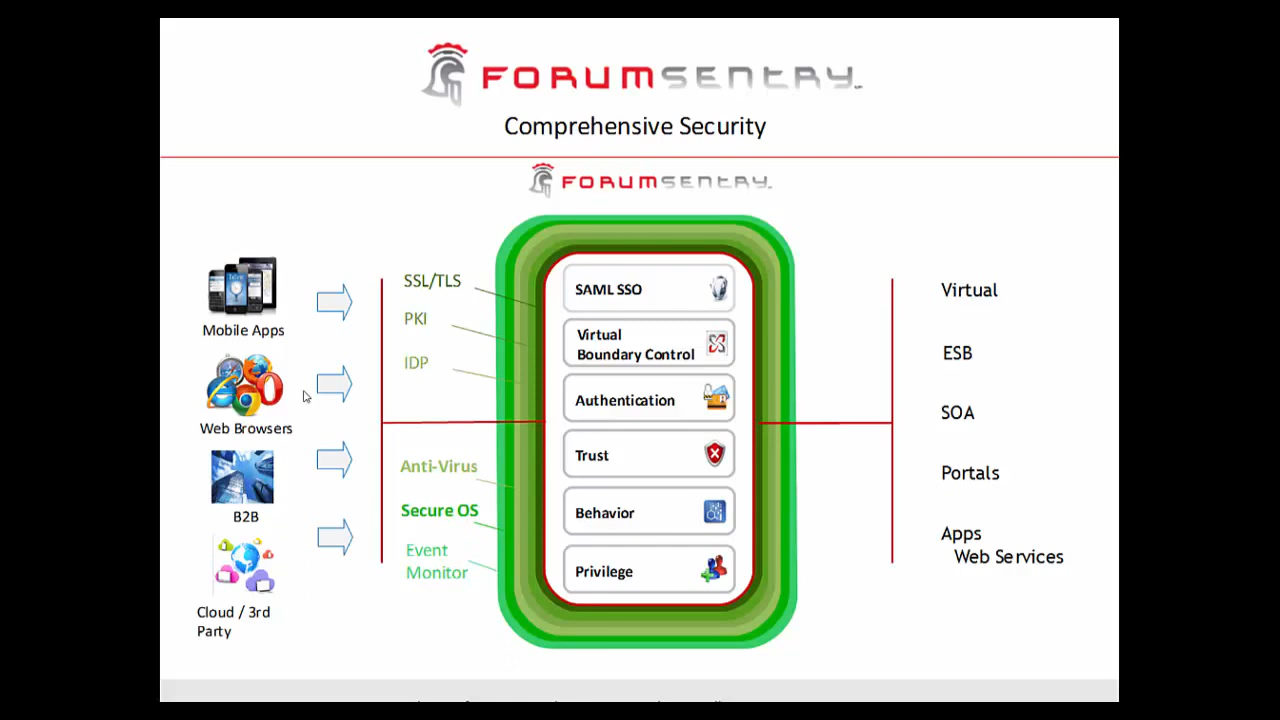 FORUMSENTRY
Comprehensive Security
FORUMSENTRY
Mobile Apps
Web Browsers
B2B
Cloud / 3rd
Party
SSL/TLS
PKI
IDP
Anti-Virus
Secure OS
Event
Monitor
SAML SSO
Virtual
Boundary Control
Authentication
Trust
Behavior
Privilege
Virtual
ESB
SOA
Portals
Apps
Web Services